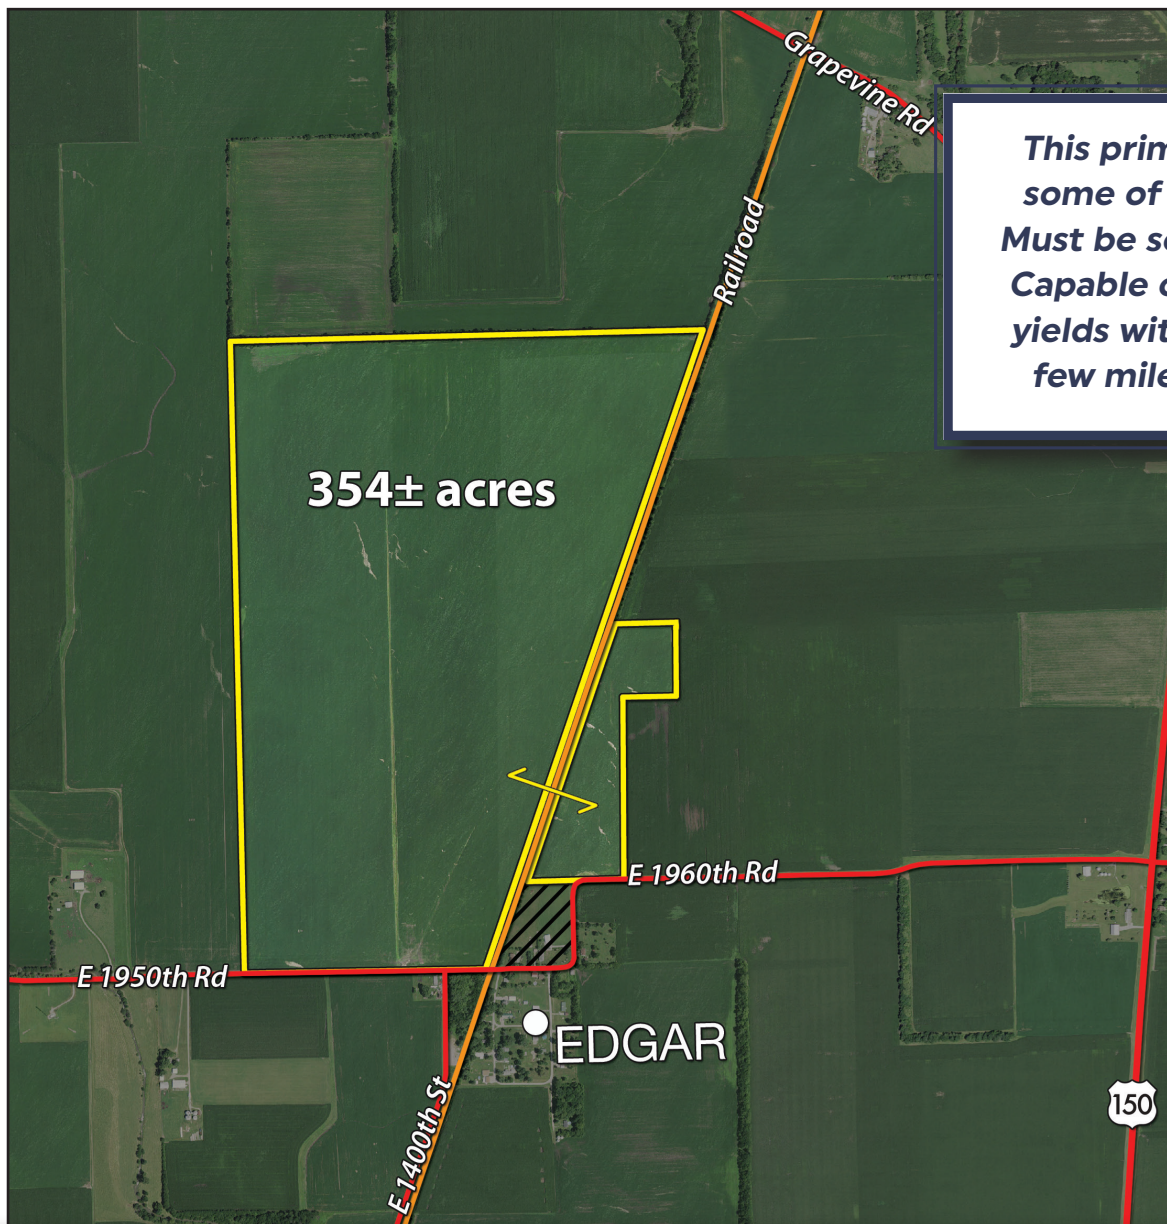 Grapevine Rd
This prim
some of
Must be s
Capable
yields wit
few mile
Railroad
354± acres
E 1960th Rd
E 1950th Rd
EDGAR
150
E 1400th St